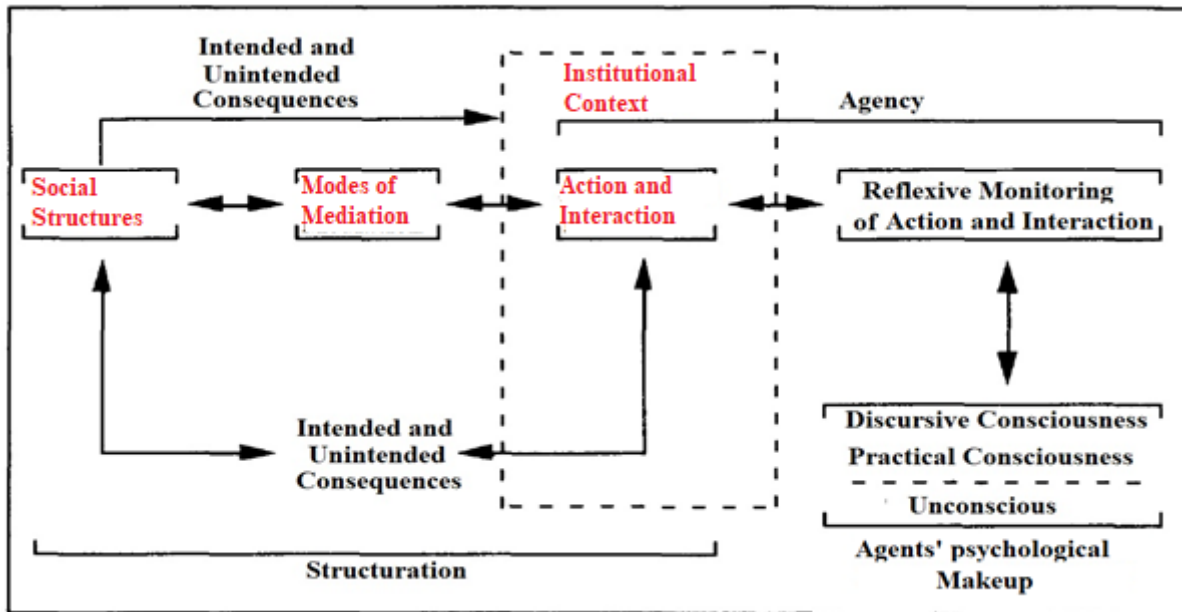 Intended and
Unintended
Consequences
Institutional
Context
Agency
Social
Structures
Modes of
Mediation
Action and
Interaction
Reflexive Monitoring
of Action and Interaction
Intended and
Unintended
Consequences
Discursive Consciousness
Practical Consciousness
Unconscious
Agents' psychological
Makeup
Structuration